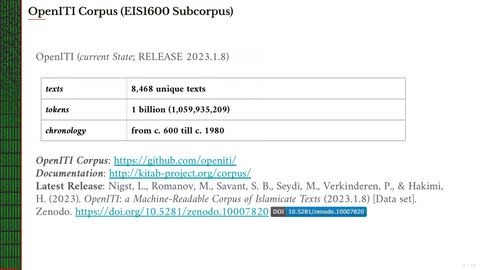 OpenITI Corpus (EIS1600 Subcorpus)
OpenITI (current State; RELEASE 2023.1.8)
texts 8,468 unique texts
tokens 1 billion (1,059,935,209)
chronology from c. 600 till c. 1980
OpenITI Corpus: https://github.com/openiti/
Documentation: http://kitab-project.org/corpus/
Latest Release: Nigst, L., Romanov, M., Savant, S. B., Seydi, M., Verkinderen, P., & Hakimi,
H. (2023). OpenITI: a Machine-Readable Corpus of Islamicate Texts (2023.1.8) [Data set].
Zenodo. https://doi.org/10.5281/zenodo.10007820 DOI 10.5281/zenodo.10007820